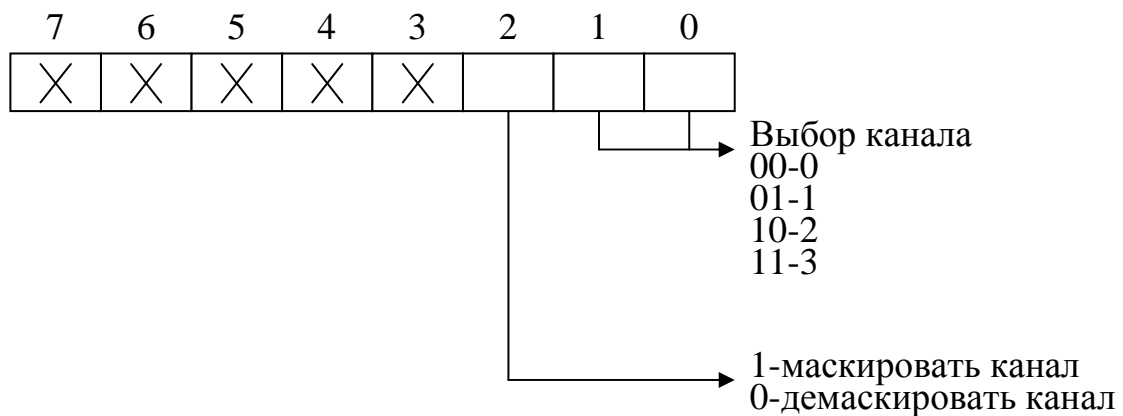 7 6 5 4 3 2 1 0
Выбор канала
00-0
01-1
10-2
11-3
1-маскировать канал
0-демаскировать канал